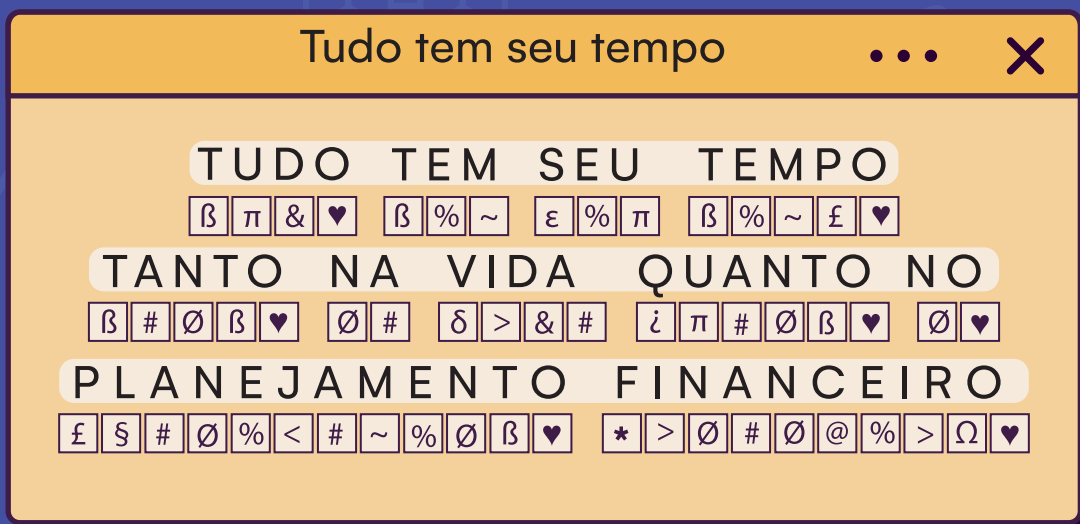 Tudo tem seu tempo
TUDO TEM SEU TEMPO
ß π & ♥ ß % ~ ε % π ß % ~ £ ♥
TANTO NA VIDA QUANTO NO
ß # Ø ß ♥ Ø # δ > & # ¿ π # Ø ß ♥ Ø ♥
PLANEJAMENTO FINANCEIRO
£ § # Ø % < # ~ % Ø ß ♥ * > Ø # Ø @ % > Ω ♥